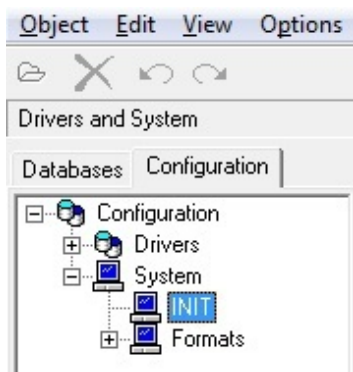 Object Edit View Options
Drivers and System
Databases Configuration
Configuration
Drivers
System
INIT
Formats